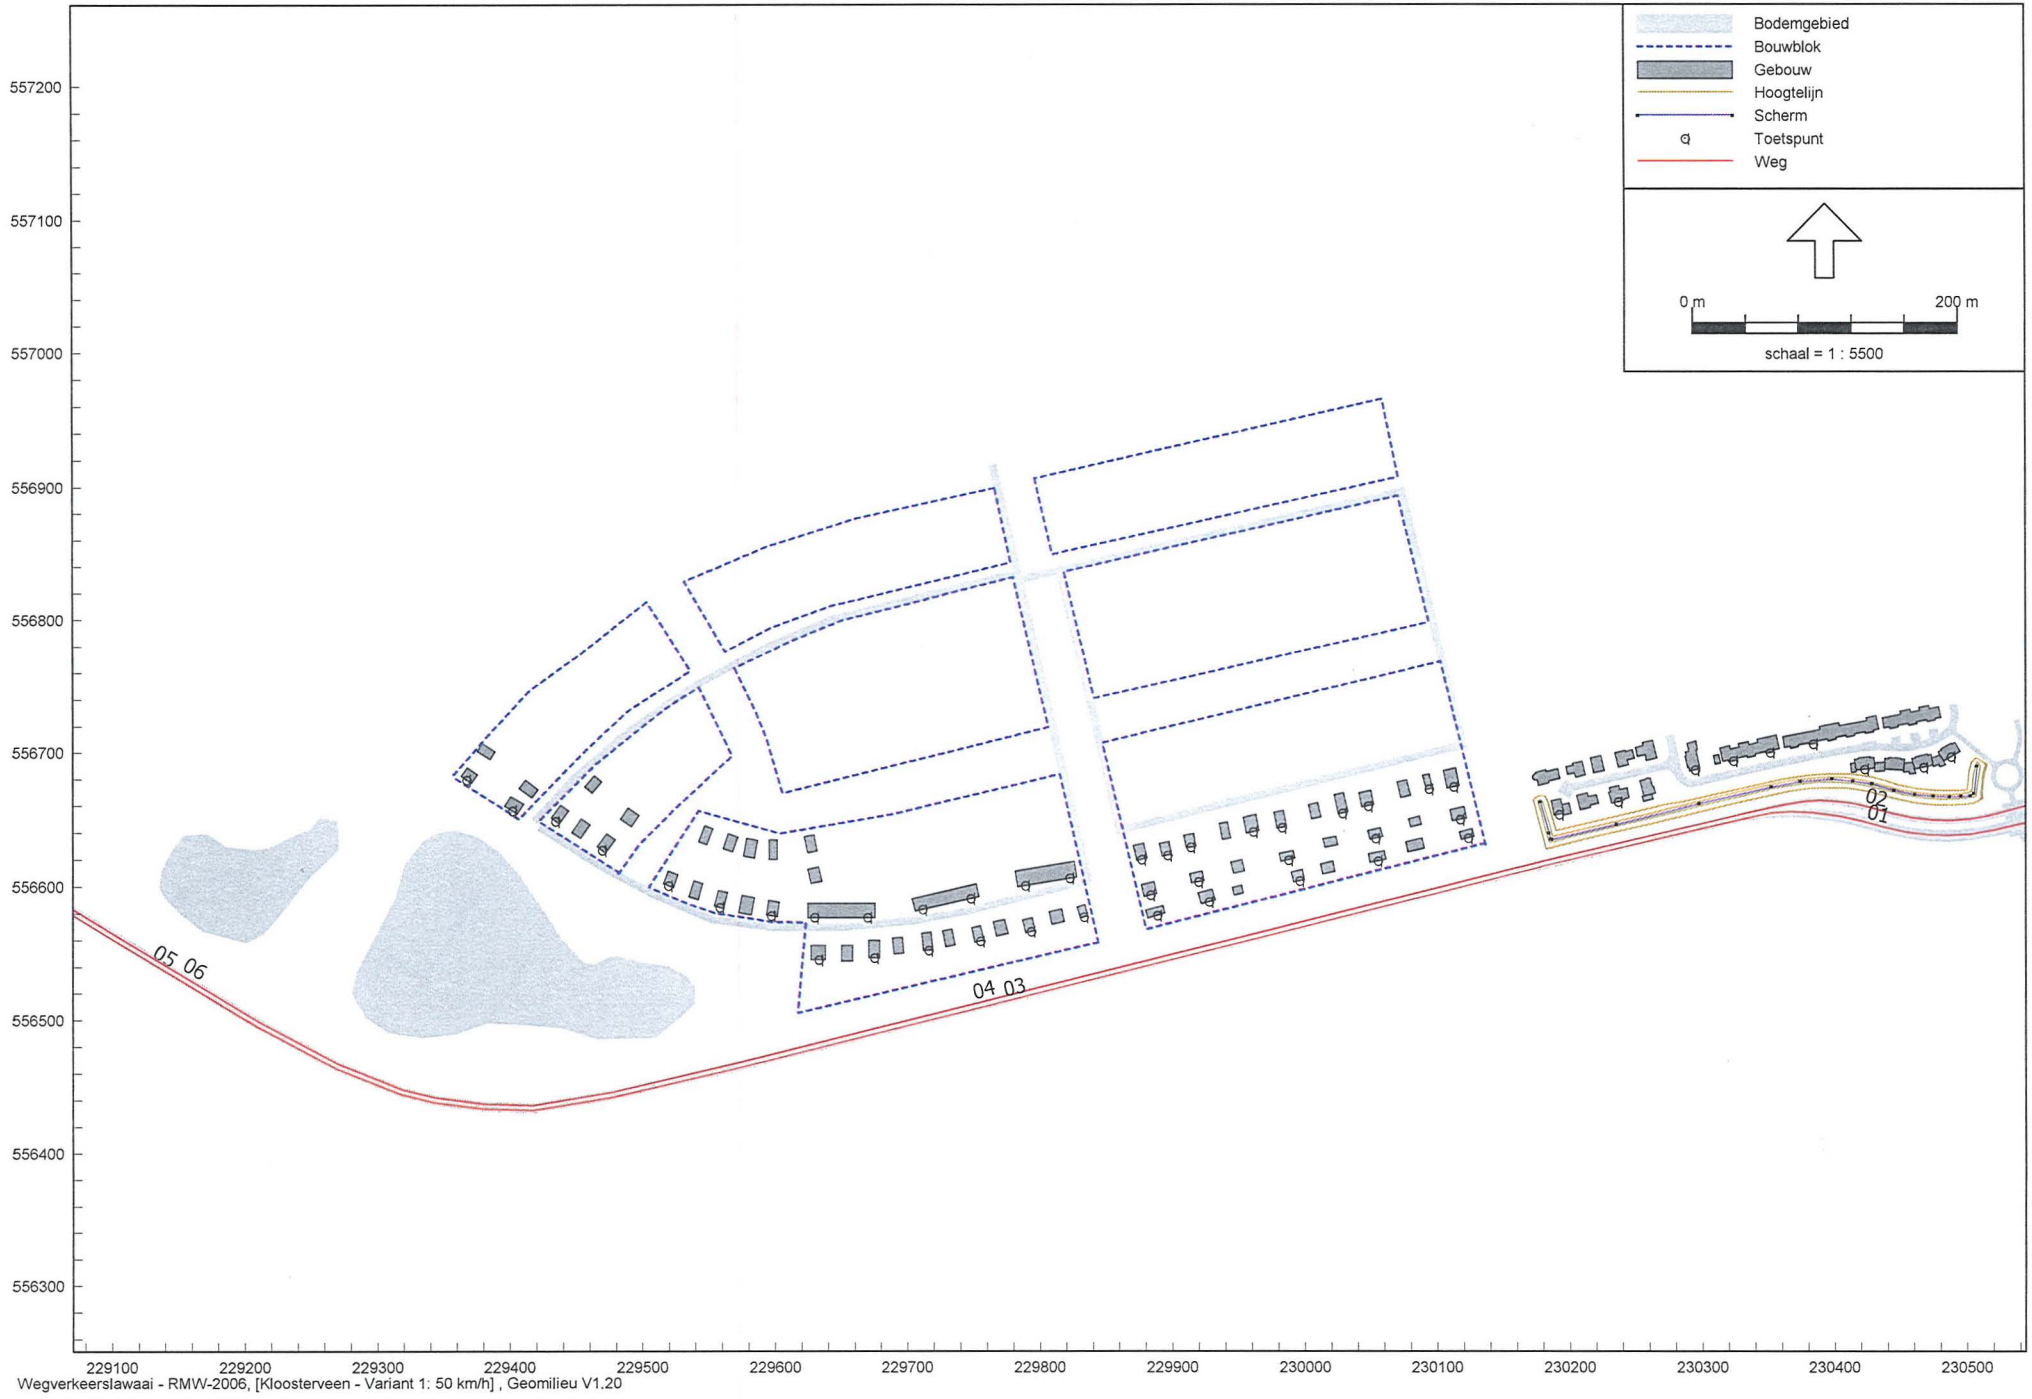 Bodemgebied
Bouwblok
Gebouw
Hoogtelijn
Scherm
Toetspunt
Weg
0 m 200 m
schaal = 1 : 5500
557200
557100
557000
556900
556800
556700
556600
556500
556400
556300
02
01
05 06
04 03
229100 229200 229300 229400 229500 229600 229700 229800 229900 230000 230100 230200 230300 230400 230500
Wegverkeerslawaai - RMW-2006, [Kloosterveen - Variant 1: 50 km/h] , Geomilieu V1.20